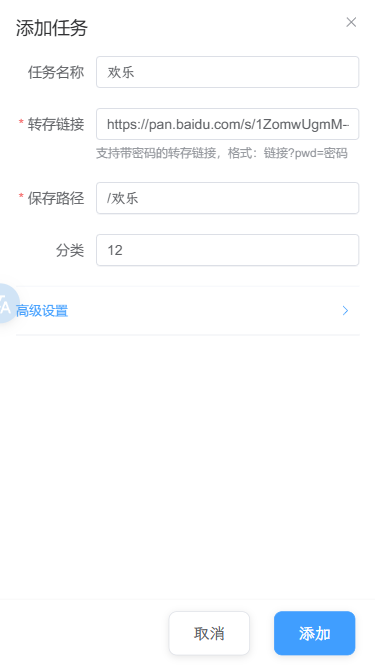 添加任务
任务名称 欢乐
* 转存链接 https://pan.baidu.com/s/1ZomwUgmM-
支持带密码的转存链接，格式：链接?pwd=密码
* 保存路径 /欢乐
分类 12
高级设置
取消 添加